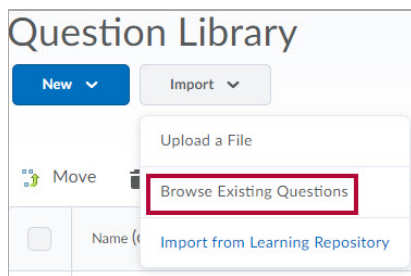 Question Library
New Import
Upload a File
Move
Browse Existing Questions
Name
Import from Learning Repository